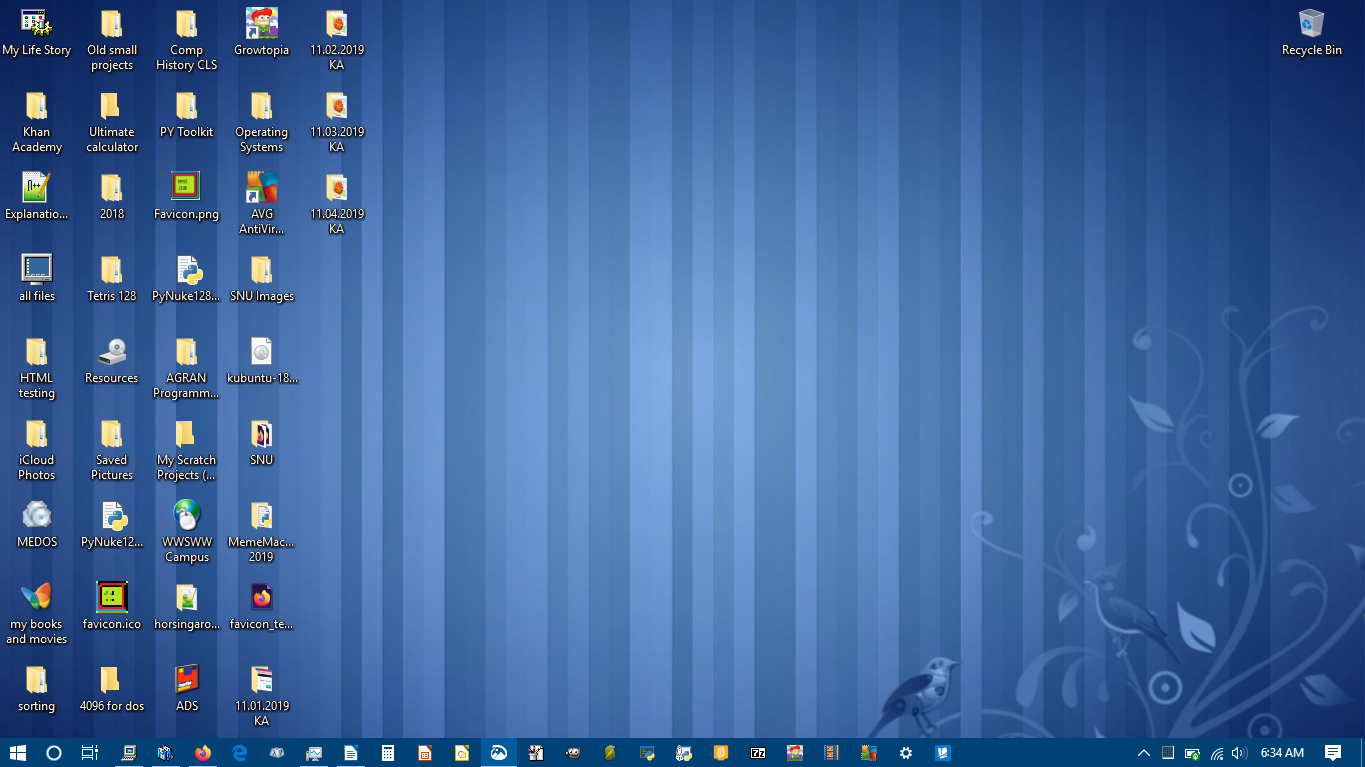 My Life Story
Old small
projects
Comp
History CLS
Growtopia
11.02.2019
KA
Recycle Bin
Khan
Academy
Ultimate
calculator
PY Toolkit
Operating
Systems
11.03.2019
KA
Explanatio...
2018
Favicon.png
AVG
AntiVir...
11.04.2019
KA
all files
Tetris 128
PyNuke128...
SNU Images
HTML
testing
Resources
AGRAN
Programm...
kubuntu-18...
iCloud
Photos
Saved
Pictures
My Scratch
Projects (...
SNU
MEDOS
PyNuke12...
WWSWW
Campus
MemeMac...
2019
my books
and movies
favicon.ico
horsingaro...
favicon_te...
sorting
4096 for dos
ADS
11.01.2019
KA
6:34 AM